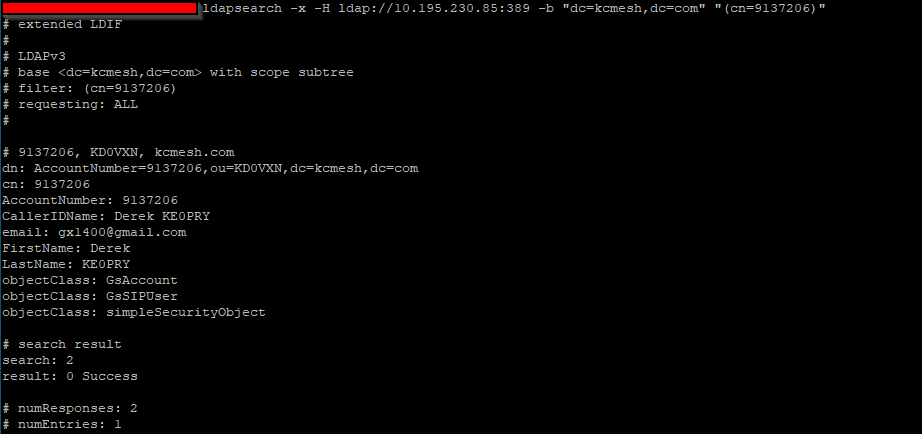 ldapsearch -x -H ldap://10.195.230.85:389 -b "dc=kcmesh,dc=com" "(cn=9137206)"
# extended LDIF
#
# LDAPv3
# base <dc=kcmesh,dc=com> with scope subtree
# filter: (cn=9137206)
# requesting: ALL
#
# 9137206, KD0VXN, kcmesh.com
dn: AccountNumber=9137206,ou=KD0VXN,dc=kcmesh,dc=com
cn: 9137206
AccountNumber: 9137206
CallerIDName: Derek KE0PRY
email: gx1400@gmail.com
FirstName: Derek
LastName: KE0PRY
objectClass: GsAccount
objectClass: GsSIPUser
objectClass: simpleSecurityObject
# search result
search: 2
result: 0 Success
# numResponses: 2
# numEntries: 1